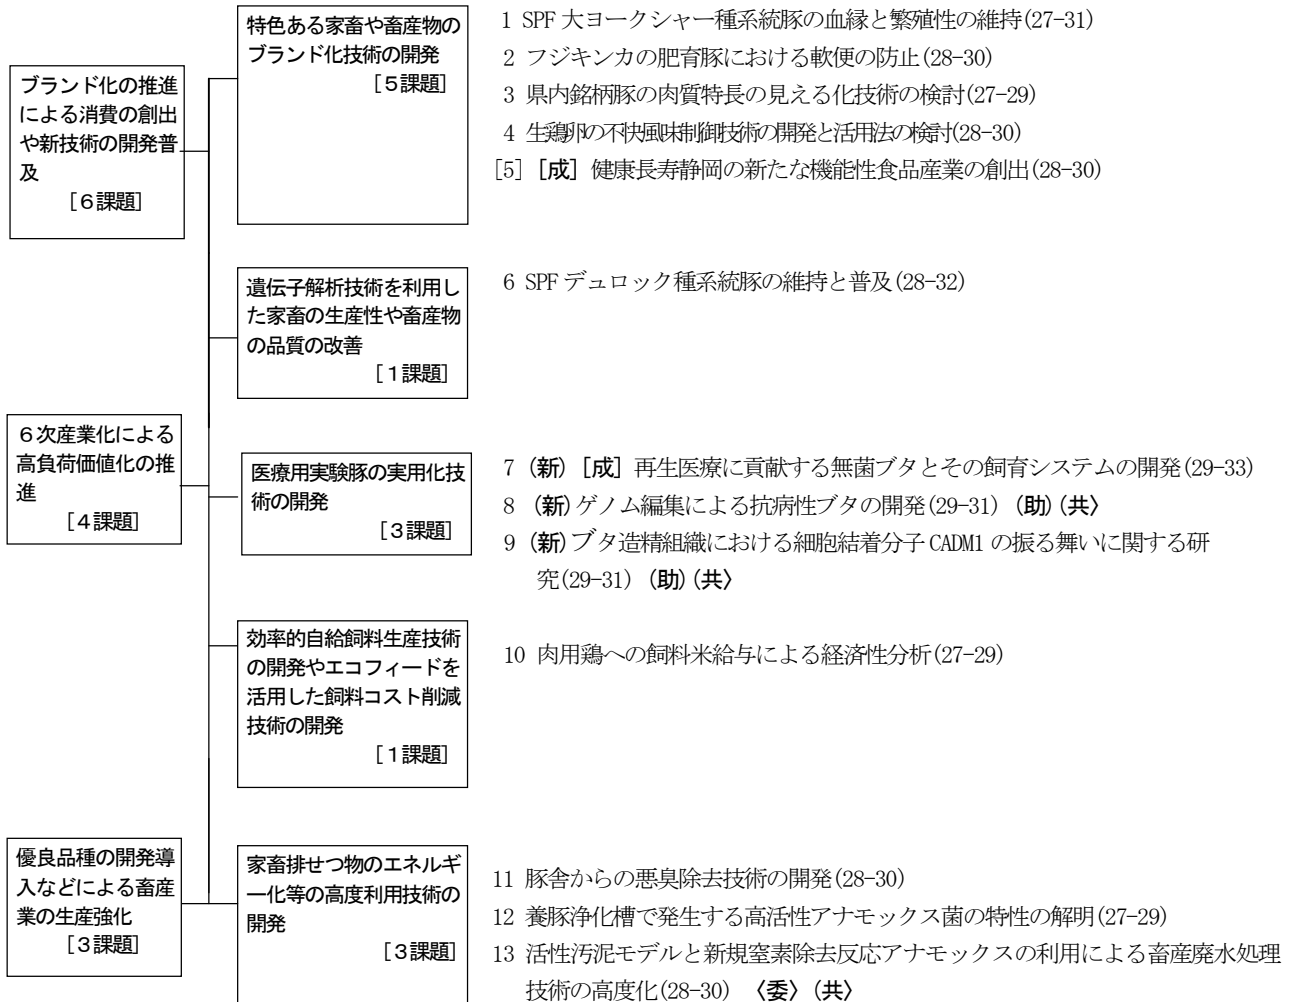 ブランド化の推進
による消費の創出
や新技術の開発普
及
[６課題]
特色ある家畜や畜産物の
ブランド化技術の開発
[５課題]
1 SPF 大ヨークシャー種系統豚の血縁と繁殖性の維持(27-31)
2 フジキンカの肥育豚における軟便の防止(28-30)
3 県内銘柄豚の肉質特長の見える化技術の検討(27-29)
4 生鶏卵の不快風味制御技術の開発と活用法の検討(28-30)
[5] [成] 健康長寿静岡の新たな機能性食品産業の創出(28-30)
遺伝子解析技術を利用し
た家畜の生産性や畜産物
の品質の改善
[１課題]
6 SPF デュロック種系統豚の維持と普及(28-32)
６次産業化による
高負荷価値化の推
進
[４課題]
医療用実験豚の実用化技
術の開発
[３課題]
7 (新) [成] 再生医療に貢献する無菌ブタとその飼育システムの開発(29-33)
8 (新)ゲノム編集による抗病性ブタの開発(29-31) (助)(共〉
9 (新)ブタ造精組織における細胞結着分子 CADM1 の振る舞いに関する研
究(29-31) (助)(共〉
効率的自給飼料生産技術
の開発やエコフィードを
活用した飼料コスト削減
技術の開発
[１課題]
10 肉用鶏への飼料米給与による経済性分析(27-29)
優良品種の開発導
入などによる畜産
業の生産強化
[３課題]
家畜排せつ物のエネルギ
ー化等の高度利用技術の
開発
[３課題]
11 豚舎からの悪臭除去技術の開発(28-30)
12 養豚浄化槽で発生する高活性アナモックス菌の特性の解明(27-29)
13 活性汚泥モデルと新規窒素除去反応アナモックスの利用による畜産廃水処理
技術の高度化(28-30) 〈委〉(共〉